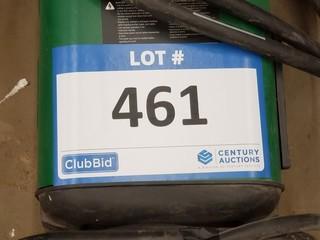 LOT #
461
ClubBid
CENTURY
AUCTIONS